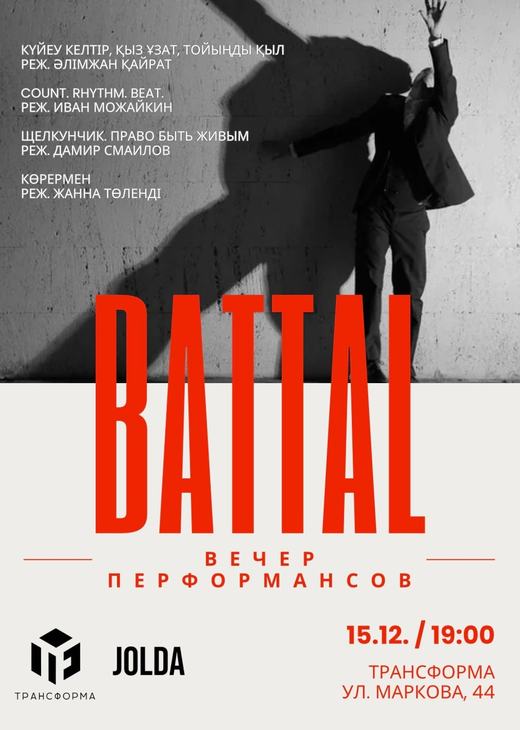 КҮЙЕУ КЕЛТІР, ҚЫЗ ҰЗАТ, ТОЙЫҢДЫ ҚЫЛ
РЕЖ. ӘЛІМЖАН ҚАЙРАТ
COUNT. RHYTHM. BEAT.
РЕЖ. ИВАН МОЖАЙКИН
ЩЕЛКУНЧИК. ПРАВО БЫТЬ ЖИВЫМ
РЕЖ. ДАМИР СМАИЛОВ
КӨРЕРМЕН
РЕЖ. ЖАННА ТӨЛЕНДІ
BATTAL
ВЕЧЕР
ПЕРФОРМАНСОВ
15.12. / 19:00
ТРАНСФОРМА
УЛ. МАРКОВА, 44
ТРАНСФОРМА
JOLDA